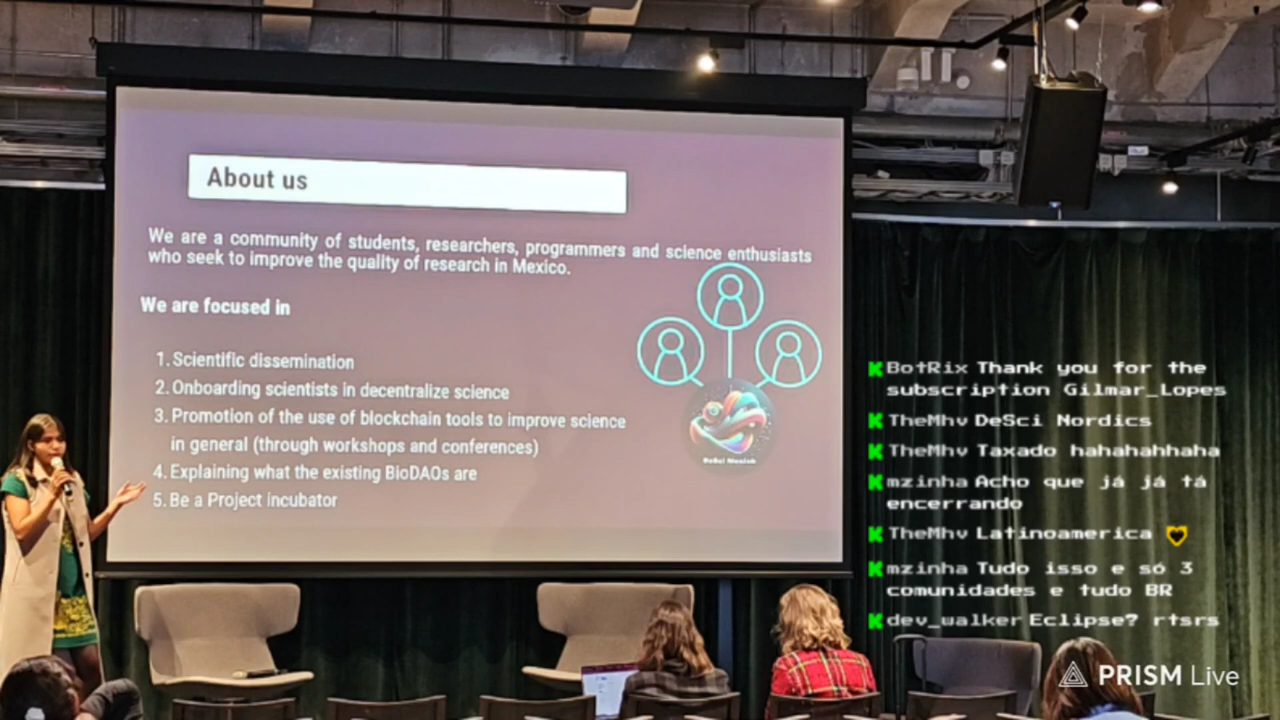 About us
We are a community of students, researchers, programmers and science enthusiasts
who seek to improve the quality of research in Mexico.
We are focused in
1. Scientific dissemination
2. Onboarding scientists in decentralize science
3. Promotion of the use of blockchain tools to improve science
in general (through workshops and conferences)
4. Explaining what the existing BioDAOs are
5. Be a Project incubator
BotRix Thank you for the
subscription Gilmar_Lopes
TheMhv DeSci Nordics
TheMhv Taxado hahahahhaha
mzinha Acho que já já tá
encerrando
TheMhv Latinoamerica
mzinha Tudo isso e só 3
comunidades e tudo BR
dev_walker Eclipse? rtsrs
PRISM Live